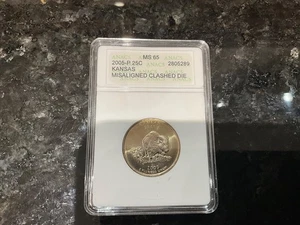 MS 65
2005-P 25C 2805289
KANSAS
MISALIGNED CLASHED DIE